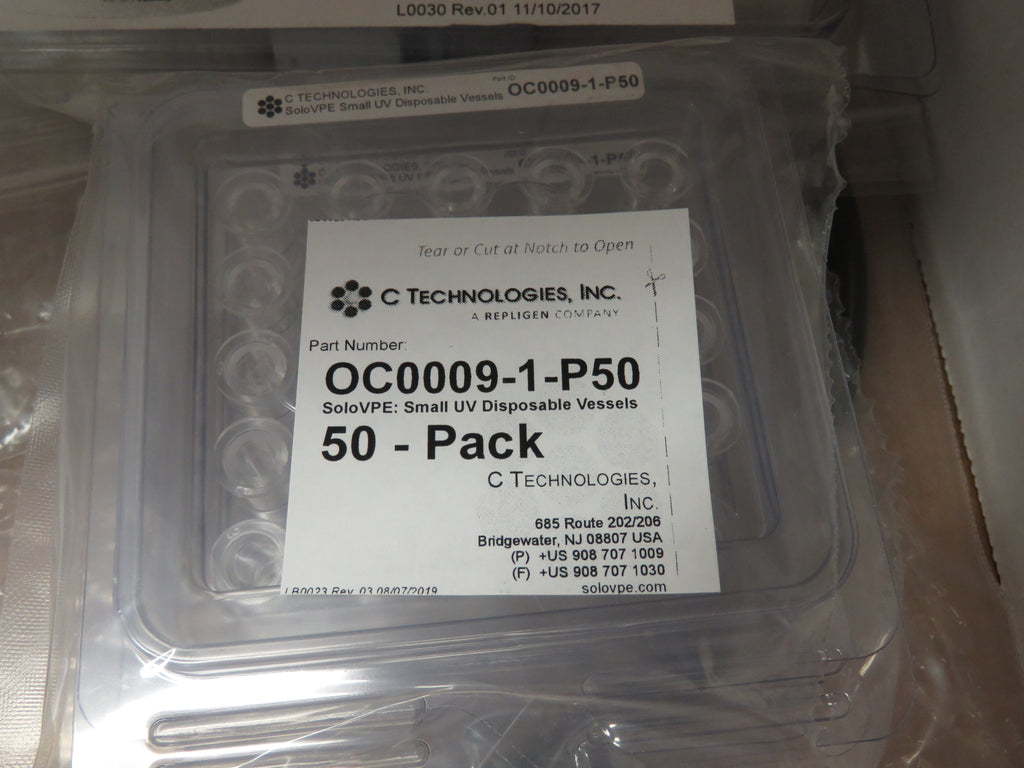 L0030 Rev.01 11/10/2017
C TECHNOLOGIES, INC. Part ID
SoloVPE Small UV Disposable Vessels OC0009-1-P50
Tear or Cut at Notch to Open
C TECHNOLOGIES, INC.
A REPLIGEN COMPANY
Part Number:
OC0009-1-P50
SoloVPE: Small UV Disposable Vessels
50 - Pack
C TECHNOLOGIES,
INC.
685 Route 202/206
Bridgewater, NJ 08807 USA
(P) +US 908 707 1009
(F) +US 908 707 1030
solovpe.com
LB0023 Rev. 03 08/07/2019